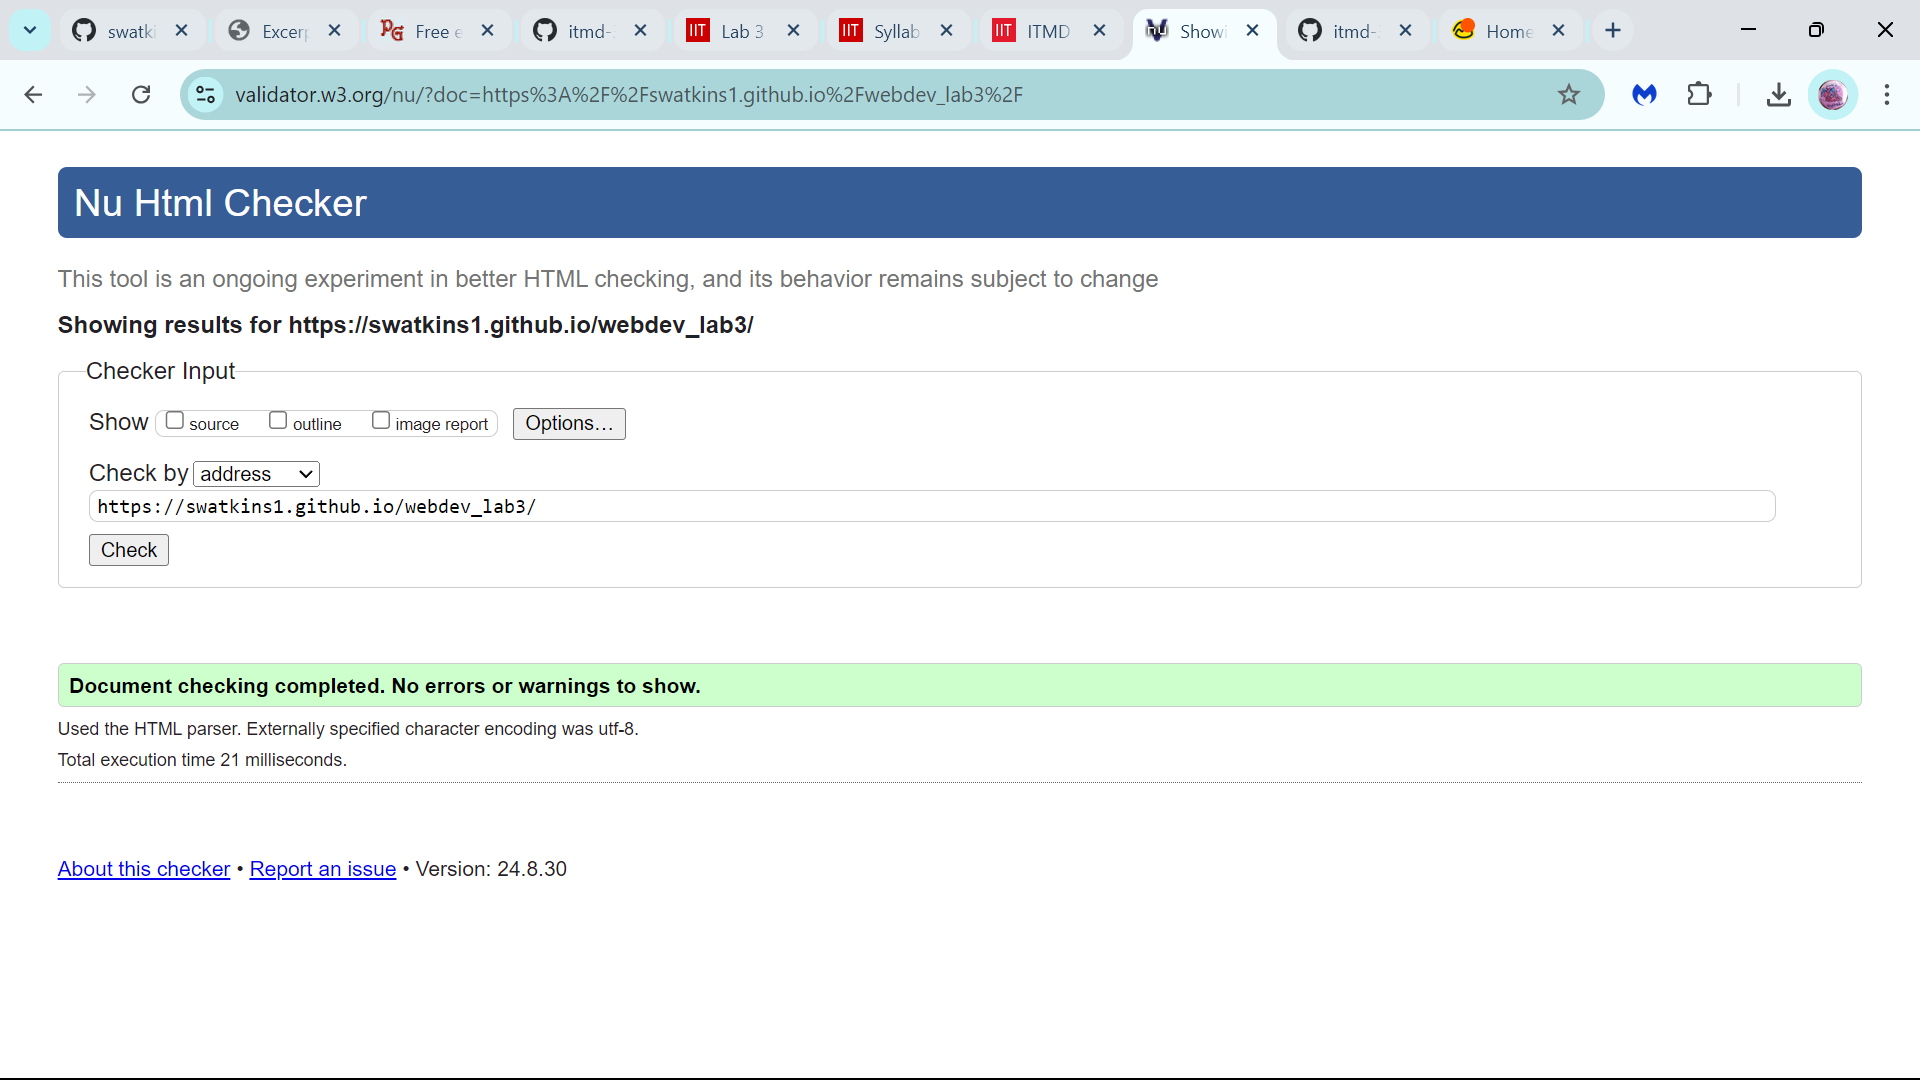 swatki
Excerp
Free e
itmd-
Lab 3
Syllab
ITMD
Showi
itmd-
Home
validator.w3.org/nu/?doc=https%3A%2F%2Fswatkins1.github.io%2Fwebdev_lab3%2F
Nu Html Checker
This tool is an ongoing experiment in better HTML checking, and its behavior remains subject to change
Showing results for https://swatkins1.github.io/webdev_lab3/
Checker Input
Show source outline image report Options…
Check by address
https://swatkins1.github.io/webdev_lab3/
Check
Document checking completed. No errors or warnings to show.
Used the HTML parser. Externally specified character encoding was utf-8.
Total execution time 21 milliseconds.
About this checker • Report an issue • Version: 24.8.30